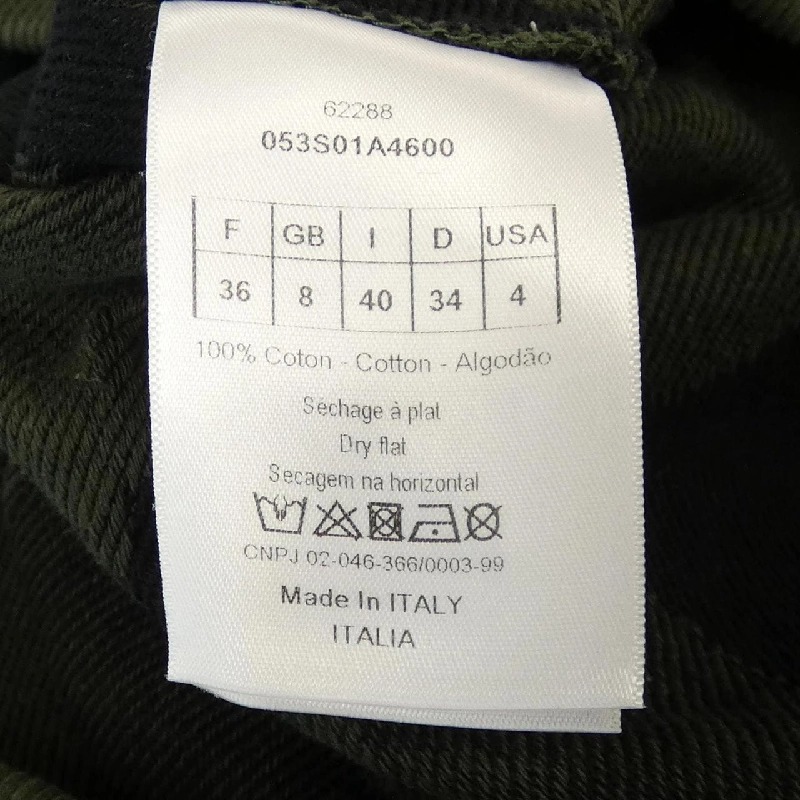 62288
053S01A4600
F GB I D USA
36 8 40 34 4
100% Coton - Cotton - Algodão
Séchage à plat
Dry flat
Secagem na horizontal
CNPJ 02-046-366/0003-99
Made In ITALY
ITALIA